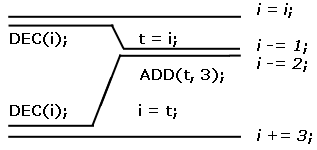 i = i;
DEC(i); t = i;
i -= 1;
i -= 2;
ADD(t, 3);
DEC(i); i = t;
i += 3;